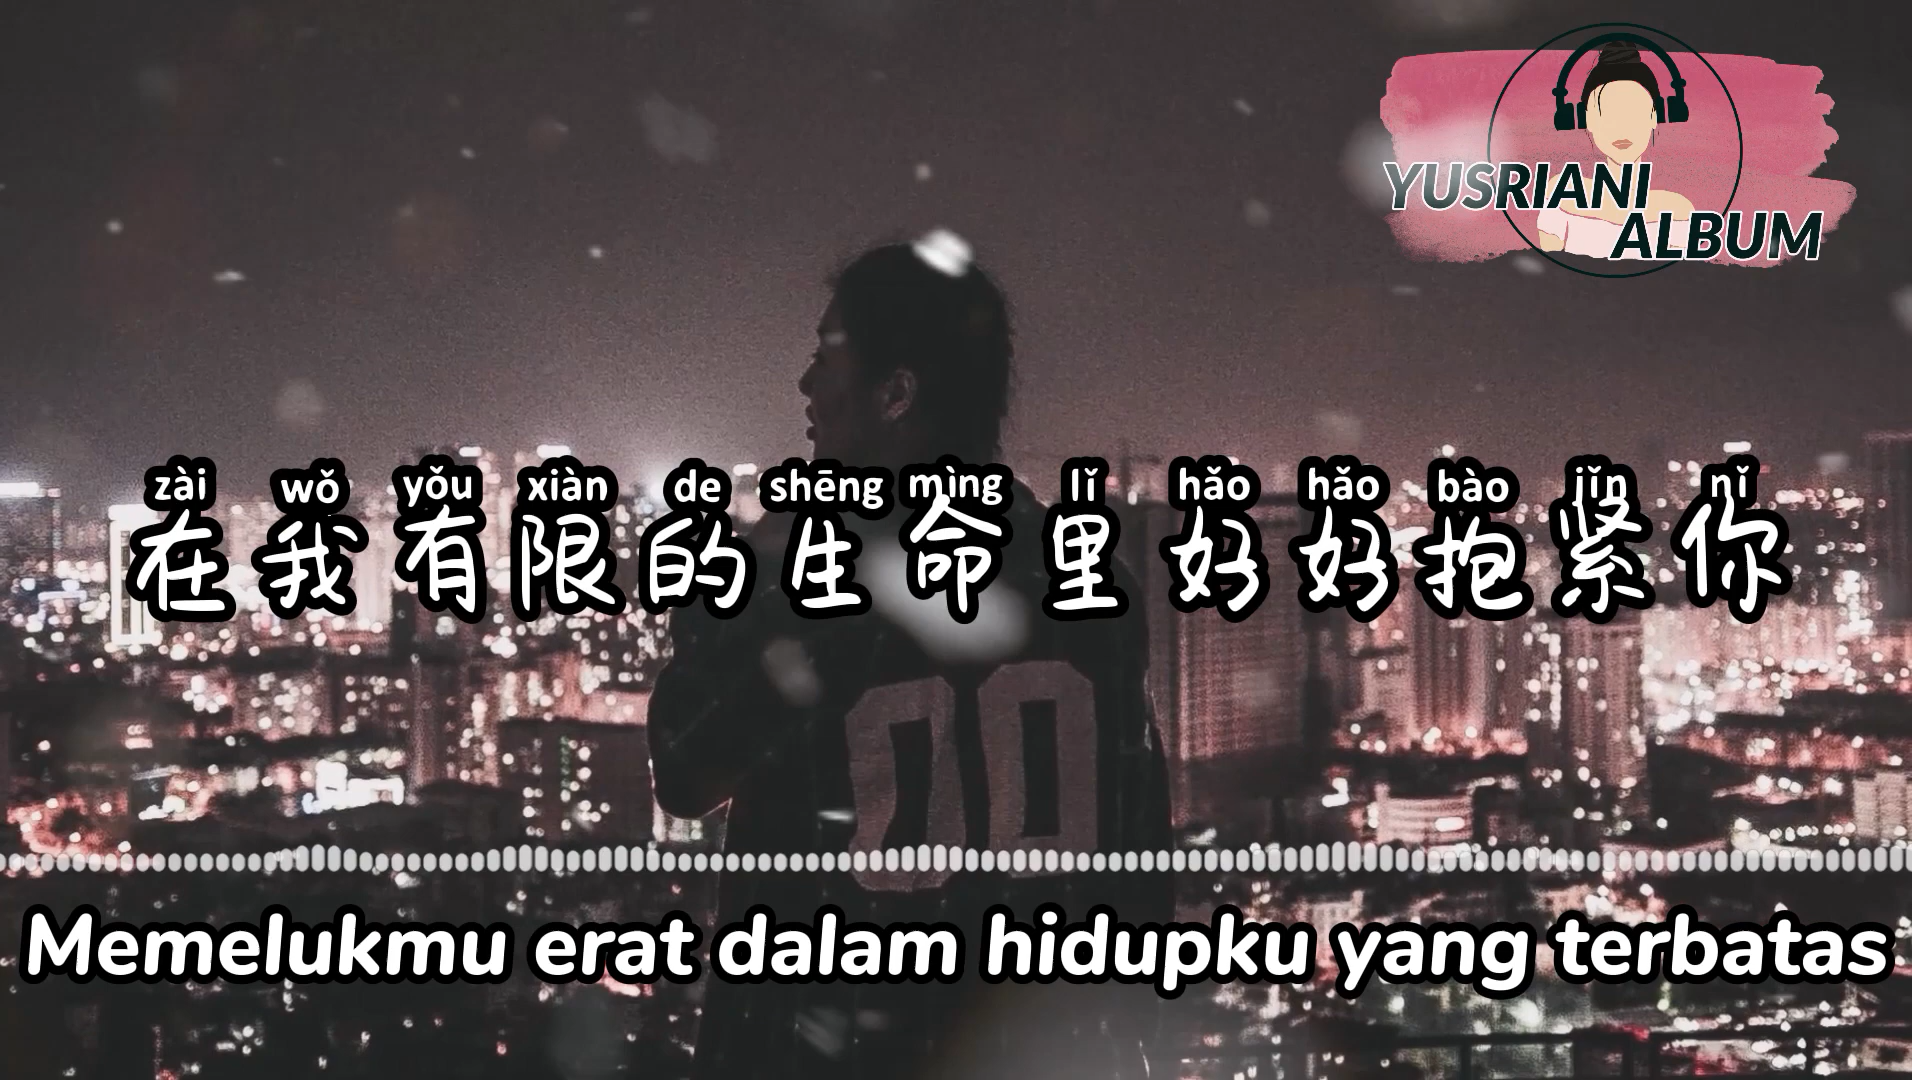 YUSRIANI
ALBUM
zài wǒ yǒu xiàn de shēng mìng lǐ hǎo hǎo bào jǐn nǐ
在我有限的生命里好好抱紧你
00
Memelukmu erat dalam hidupku yang terbatas